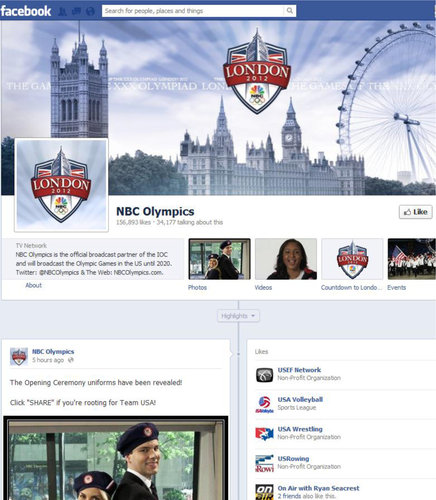 facebook
Search for people, places and things
LONDON
2012
NBC
THE XXX OLYMPIAD
LONDON
2012
NBC
NBC Olympics
156,893 likes · 34,177 talking about this
Like
TV Network
NBC Olympics is the official broadcast partner of the IOC
and will broadcast the Olympic Games in the US until 2020.
Twitter: @NBCOlympics & The Web: NBCOlympics.com.
About
Photos
Videos
Countdown to Londo...
Events
Highlights
NBC Olympics
5 hours ago
The Opening Ceremony uniforms have been revealed!
Click "SHARE" if you're rooting for Team USA!
Likes
USEF Network
Non-Profit Organization
USA Volleyball
Sports League
USA Wrestling
Non-Profit Organization
USRowing
Non-Profit Organization
On Air with Ryan Seacrest
2 friends also like this.